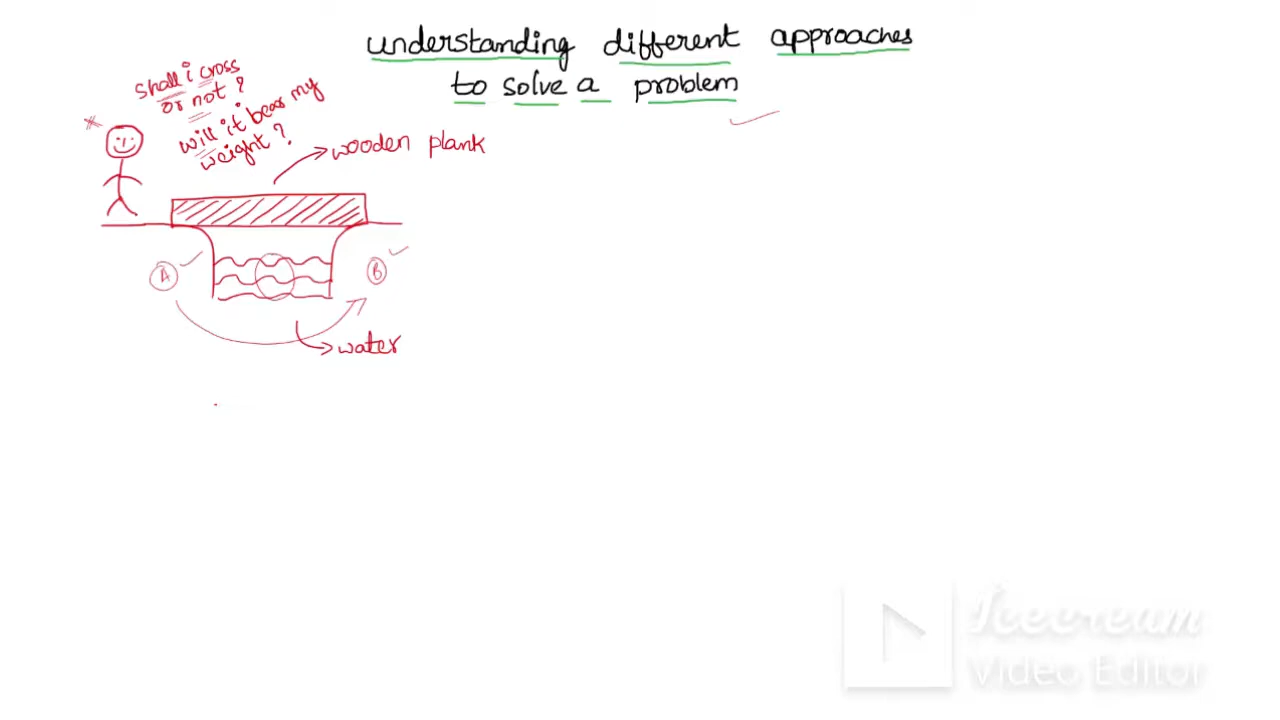 understanding different approaches
to solve a problem
shall i cross
or not ?
will it bear my
weight ?
wooden plank
A
B
water
Icecream
Video Editor